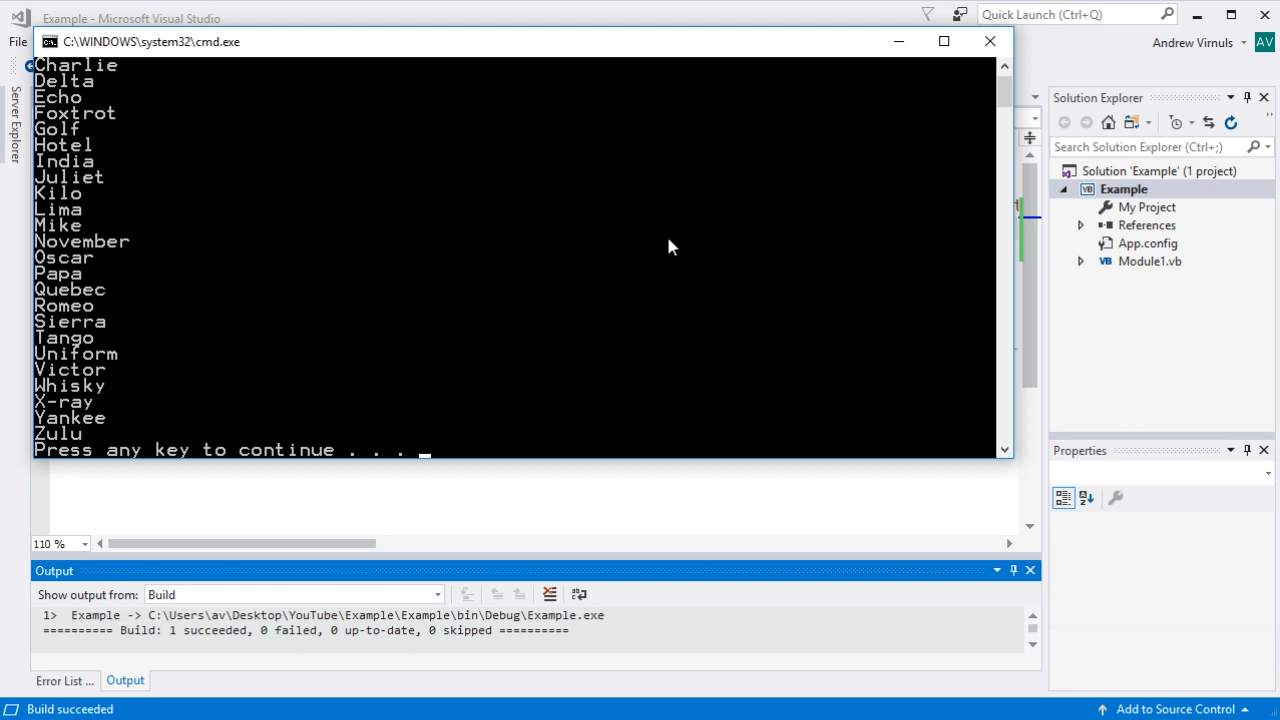 Example - Microsoft Visual Studio
Quick Launch (Ctrl+Q)
File
Andrew Virnuls
AV
C:\WINDOWS\system32\cmd.exe
Server Explorer
Charlie
Delta
Echo
Foxtrot
Golf
Hotel
India
Juliet
Kilo
Lima
Mike
November
Oscar
Papa
Quebec
Romeo
Sierra
Tango
Uniform
Victor
Whisky
X-ray
Yankee
Zulu
Press any key to continue . . .
Solution Explorer
Search Solution Explorer (Ctrl+;)
Solution 'Example' (1 project)
VB Example
My Project
References
App.config
VB Module1.vb
Properties
110 %
Output
Show output from: Build
1>  Example -> C:\Users\av\Desktop\YouTube\Example\Example\bin\Debug\Example.exe
========== Build: 1 succeeded, 0 failed, 0 up-to-date, 0 skipped ==========
Error List ... Output
Build succeeded
Add to Source Control